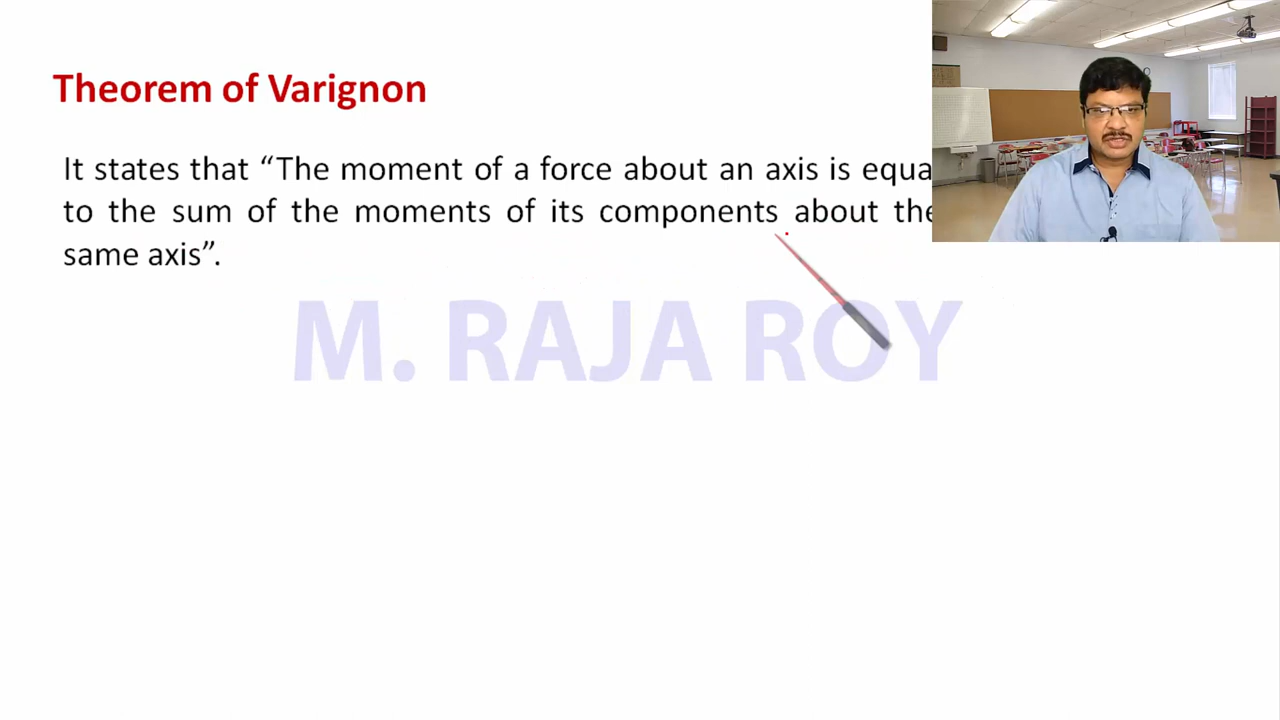 Theorem of Varignon
It states that “The moment of a force about an axis is equa
to the sum of the moments of its components about the
same axis”.
M. RAJA ROY